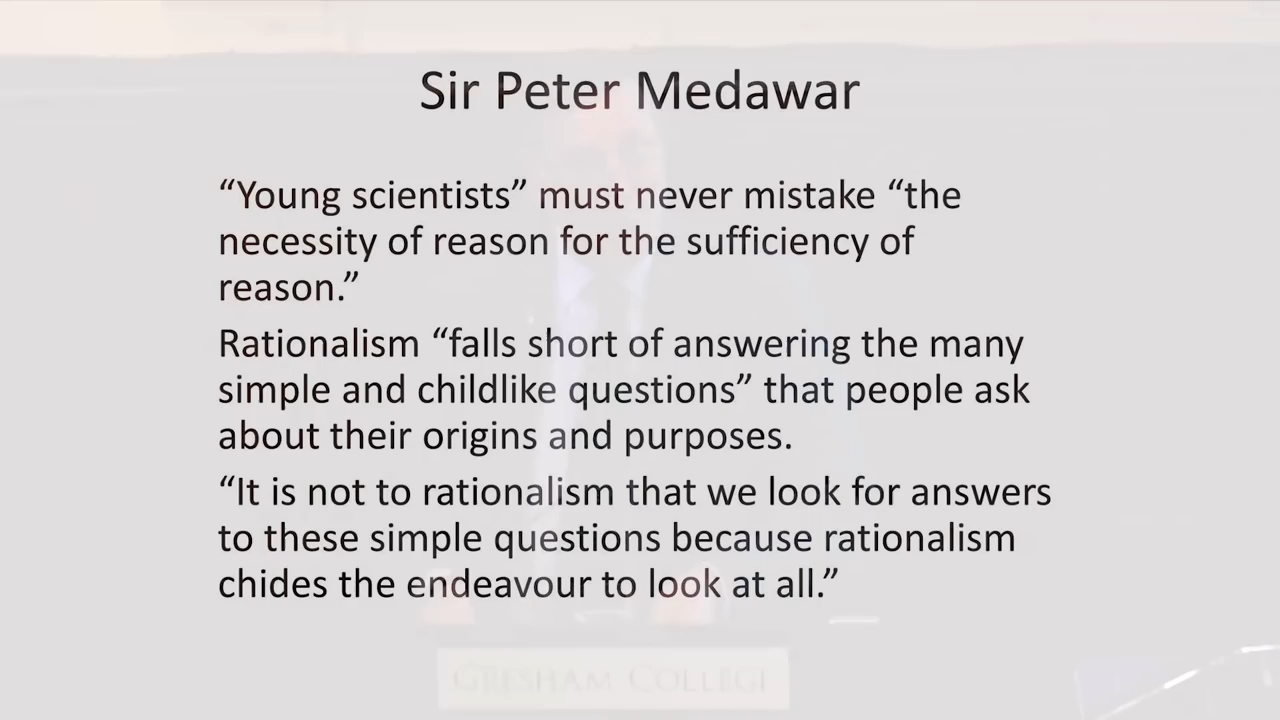 Sir Peter Medawar
“Young scientists” must never mistake “the
necessity of reason for the sufficiency of
reason.”
Rationalism “falls short of answering the many
simple and childlike questions” that people ask
about their origins and purposes.
“It is not to rationalism that we look for answers
to these simple questions because rationalism
chides the endeavour to look at all.”
GRESHAM COLLEGE